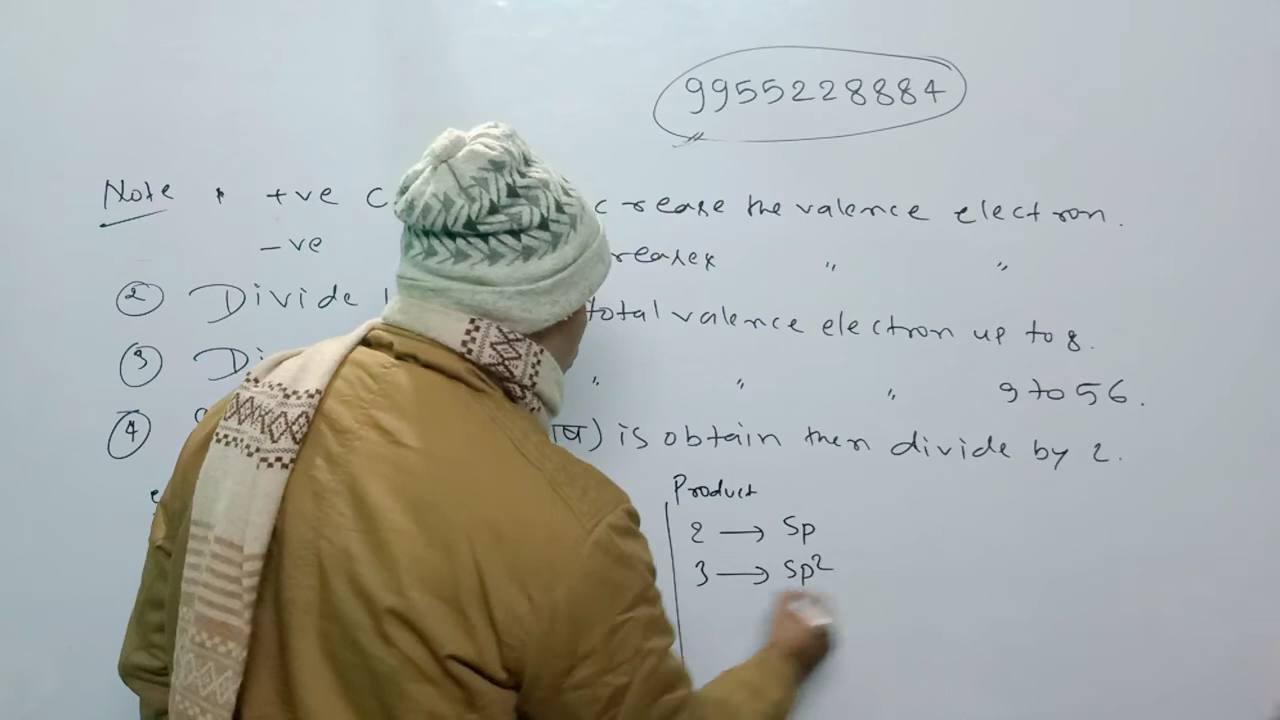 9955228884
Note +ve crease the valence electron.
-ve reases " "
② Divide total valence electron up to 8.
③ Di " " " 9 to 56.
④ is obtain then divide by 2.
Product
2 → Sp
3 → Sp²